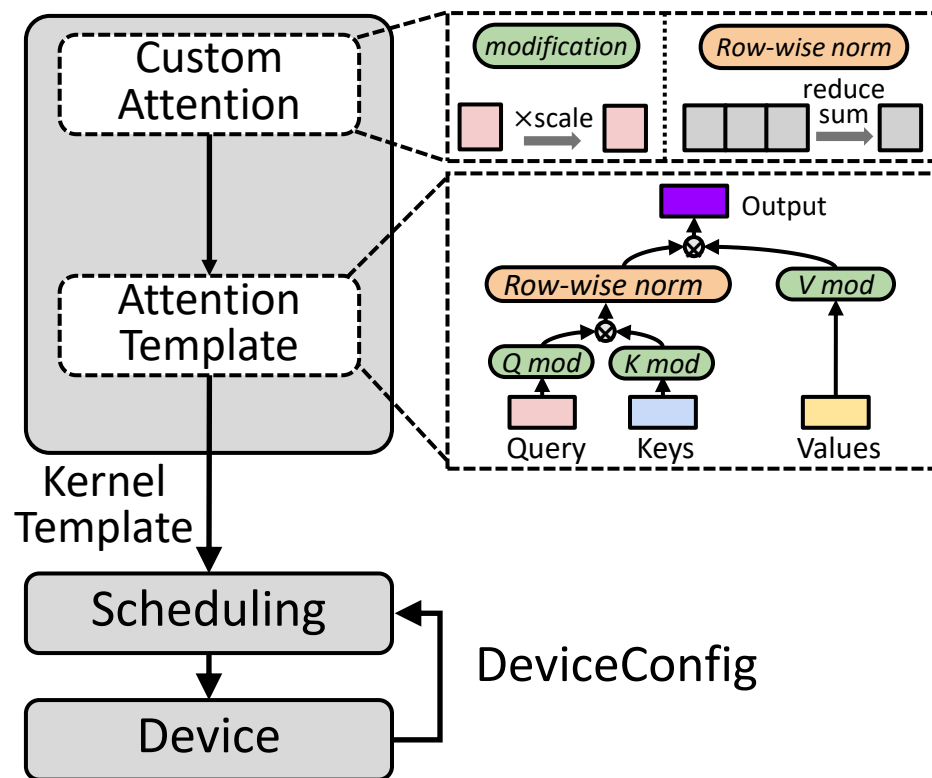 Custom
Attention
modification
Row-wise norm
×scale
reduce
sum
Attention
Template
Output
Row-wise norm
V mod
Q mod
K mod
Query
Keys
Values
Kernel
Template
Scheduling
DeviceConfig
Device